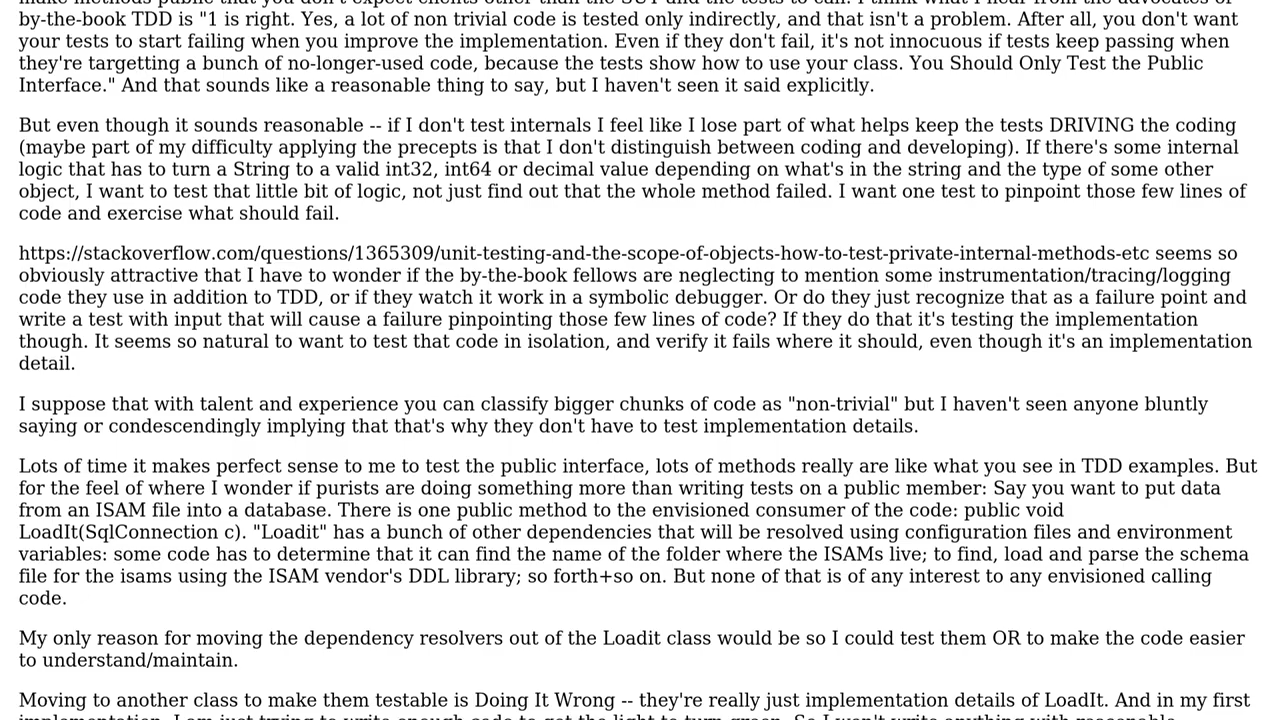 by-the-book TDD is "1 is right. Yes, a lot of non trivial code is tested only indirectly, and that isn't a problem. After all, you don't want
your tests to start failing when you improve the implementation. Even if they don't fail, it's not innocuous if tests keep passing when
they're targetting a bunch of no-longer-used code, because the tests show how to use your class. You Should Only Test the Public
Interface." And that sounds like a reasonable thing to say, but I haven't seen it said explicitly.
But even though it sounds reasonable -- if I don't test internals I feel like I lose part of what helps keep the tests DRIVING the coding
(maybe part of my difficulty applying the precepts is that I don't distinguish between coding and developing). If there's some internal
logic that has to turn a String to a valid int32, int64 or decimal value depending on what's in the string and the type of some other
object, I want to test that little bit of logic, not just find out that the whole method failed. I want one test to pinpoint those few lines of
code and exercise what should fail.
https://stackoverflow.com/questions/1365309/unit-testing-and-the-scope-of-objects-how-to-test-private-internal-methods-etc seems so
obviously attractive that I have to wonder if the by-the-book fellows are neglecting to mention some instrumentation/tracing/logging
code they use in addition to TDD, or if they watch it work in a symbolic debugger. Or do they just recognize that as a failure point and
write a test with input that will cause a failure pinpointing those few lines of code? If they do that it's testing the implementation
though. It seems so natural to want to test that code in isolation, and verify it fails where it should, even though it's an implementation
detail.
I suppose that with talent and experience you can classify bigger chunks of code as "non-trivial" but I haven't seen anyone bluntly
saying or condescendingly implying that that's why they don't have to test implementation details.
Lots of time it makes perfect sense to me to test the public interface, lots of methods really are like what you see in TDD examples. But
for the feel of where I wonder if purists are doing something more than writing tests on a public member: Say you want to put data
from an ISAM file into a database. There is one public method to the envisioned consumer of the code: public void
LoadIt(SqlConnection c). "Loadit" has a bunch of other dependencies that will be resolved using configuration files and environment
variables: some code has to determine that it can find the name of the folder where the ISAMs live; to find, load and parse the schema
file for the isams using the ISAM vendor's DDL library; so forth+so on. But none of that is of any interest to any envisioned calling
code.
My only reason for moving the dependency resolvers out of the Loadit class would be so I could test them OR to make the code easier
to understand/maintain.
Moving to another class to make them testable is Doing It Wrong -- they're really just implementation details of LoadIt. And in my first